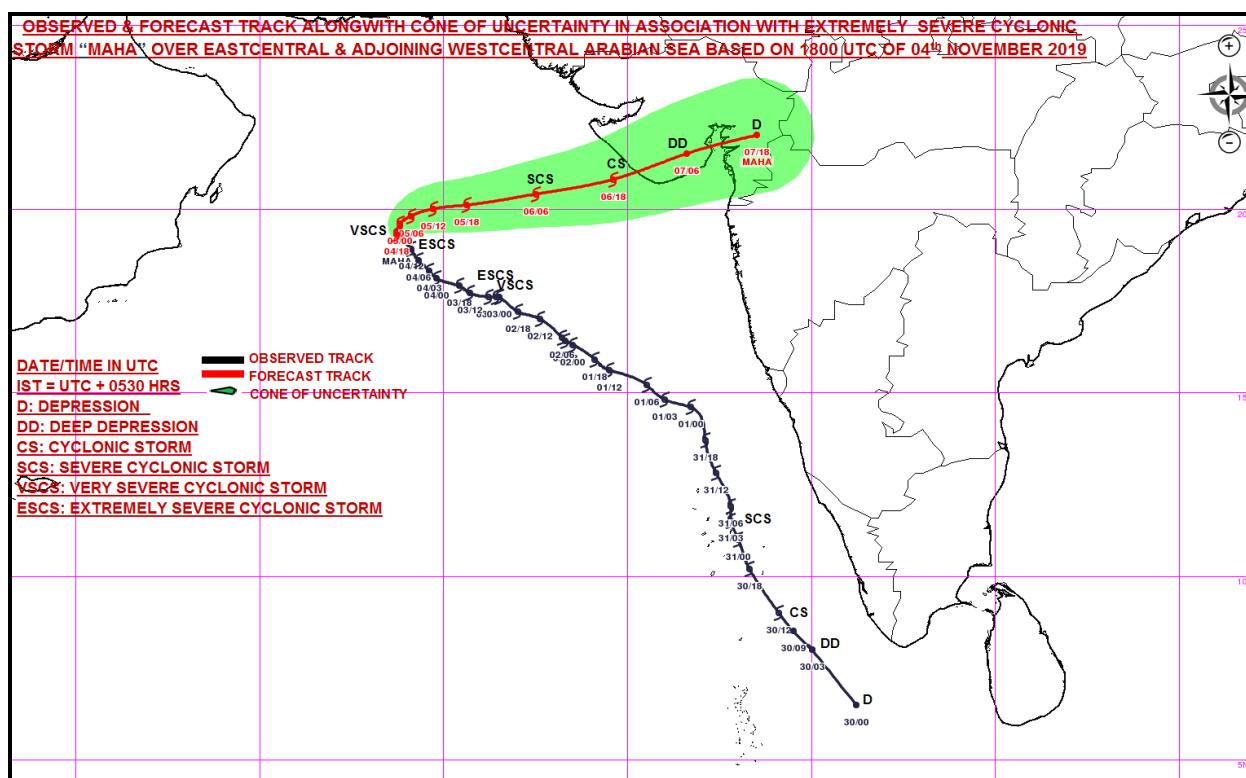 OBSERVED & FORECAST TRACK ALONGWITH CONE OF UNCERTAINTY IN ASSOCIATION WITH EXTREMELY SEVERE CYCLONIC
STORM “MAHA” OVER EASTCENTRAL & ADJOINING WESTCENTRAL ARABIAN SEA BASED ON 1800 UTC OF 04th NOVEMBER 2019
D
07/18
MAHA
DD
07/06
CS
06/18
SCS
06/06
05/18
05/12
05/06
05/00
VSCS
04/18
MAHA
ESCS
04/12
04/06
04/03
04/00
ESCS
VSCS
03/18
03/12
03/00
02/18
02/12
02/06
02/00
01/18
01/12
01/06
01/03
01/00
31/18
31/12
31/06
SCS
31/03
31/00
30/18
CS
30/12
30/09
DD
30/03
D
30/00
DATE/TIME IN UTC
IST = UTC + 0530 HRS
D: DEPRESSION
DD: DEEP DEPRESSION
CS: CYCLONIC STORM
SCS: SEVERE CYCLONIC STORM
VSCS: VERY SEVERE CYCLONIC STORM
ESCS: EXTREMELY SEVERE CYCLONIC STORM
OBSERVED TRACK
FORECAST TRACK
CONE OF UNCERTAINTY
5N